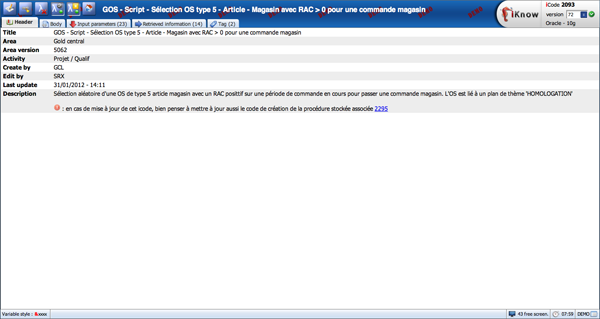 GOS - Script - Sélection OS type 5 - Article - Magasin avec RAC > 0 pour une commande magasin
iKnow
iCode 2093
version 72
Oracle - 10g
Header
Body
Input parameters (23)
Retrieved information (14)
Tag (2)
Title GOS - Script - Sélection OS type 5 - Article - Magasin avec RAC > 0 pour une commande magasin
Area Gold central
Area version 5062
Activity Projet / Qualif
Create by GCL
Edit by SRX
Last update 31/01/2012 - 14:11
Description Sélection aléatoire d'une OS de type 5 article magasin avec un RAC positif sur une période de commande en cours pour passer une commande magasin. L'OS est lié à un plan de thème 'HOMOLOGATION'
: en cas de mise à jour de cet icode, bien penser à mettre à jour aussi le code de création de la procédure stockée associée 2295
Variable style : &xxxx
43 free screen.
07:59
DEMO